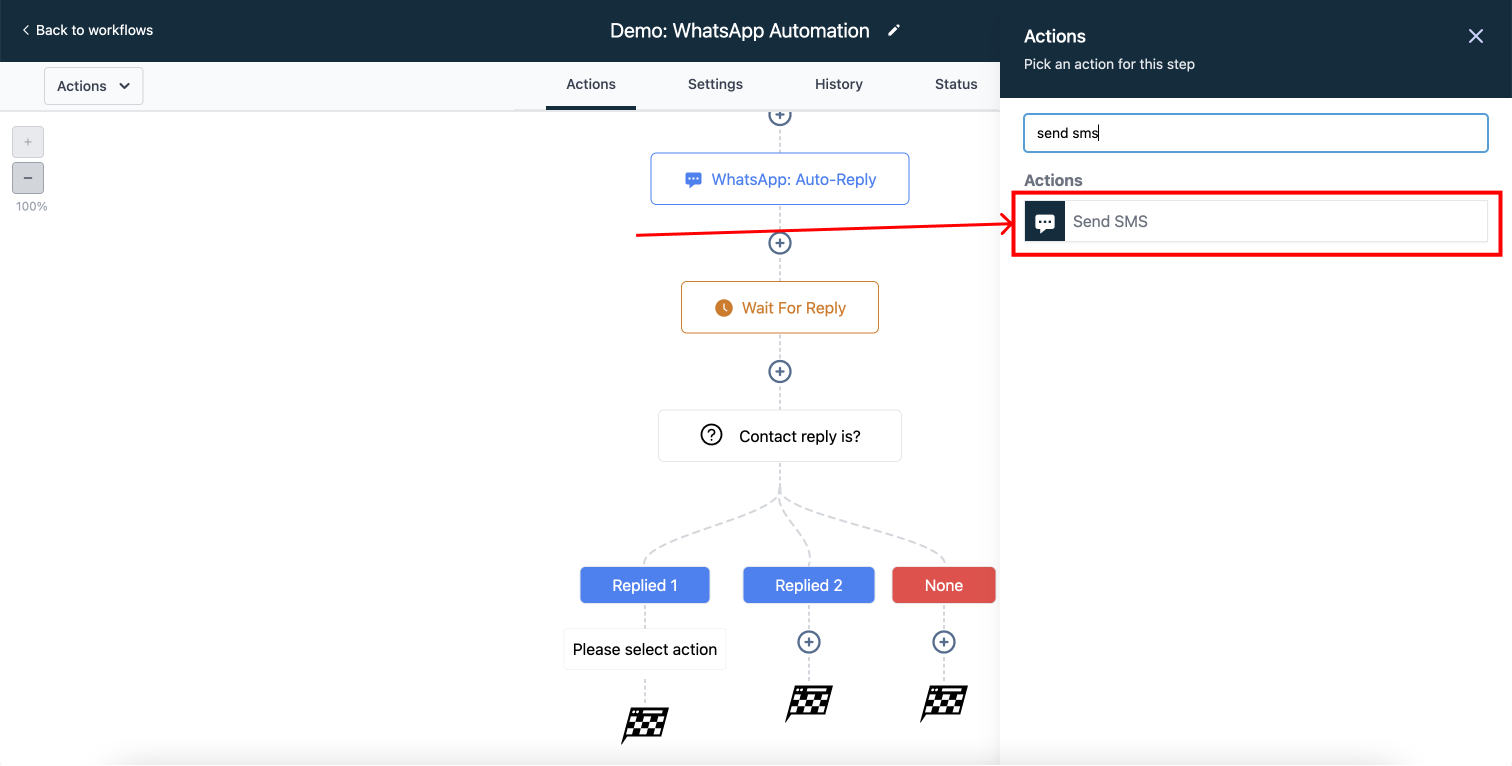 Back to workflows
Demo: WhatsApp Automation
Actions
Actions
Settings
History
Status
+
−
100%
WhatsApp: Auto-Reply
Wait For Reply
Contact reply is?
Replied 1
Replied 2
None
Please select action
Actions
Pick an action for this step
send sms
Actions
Send SMS